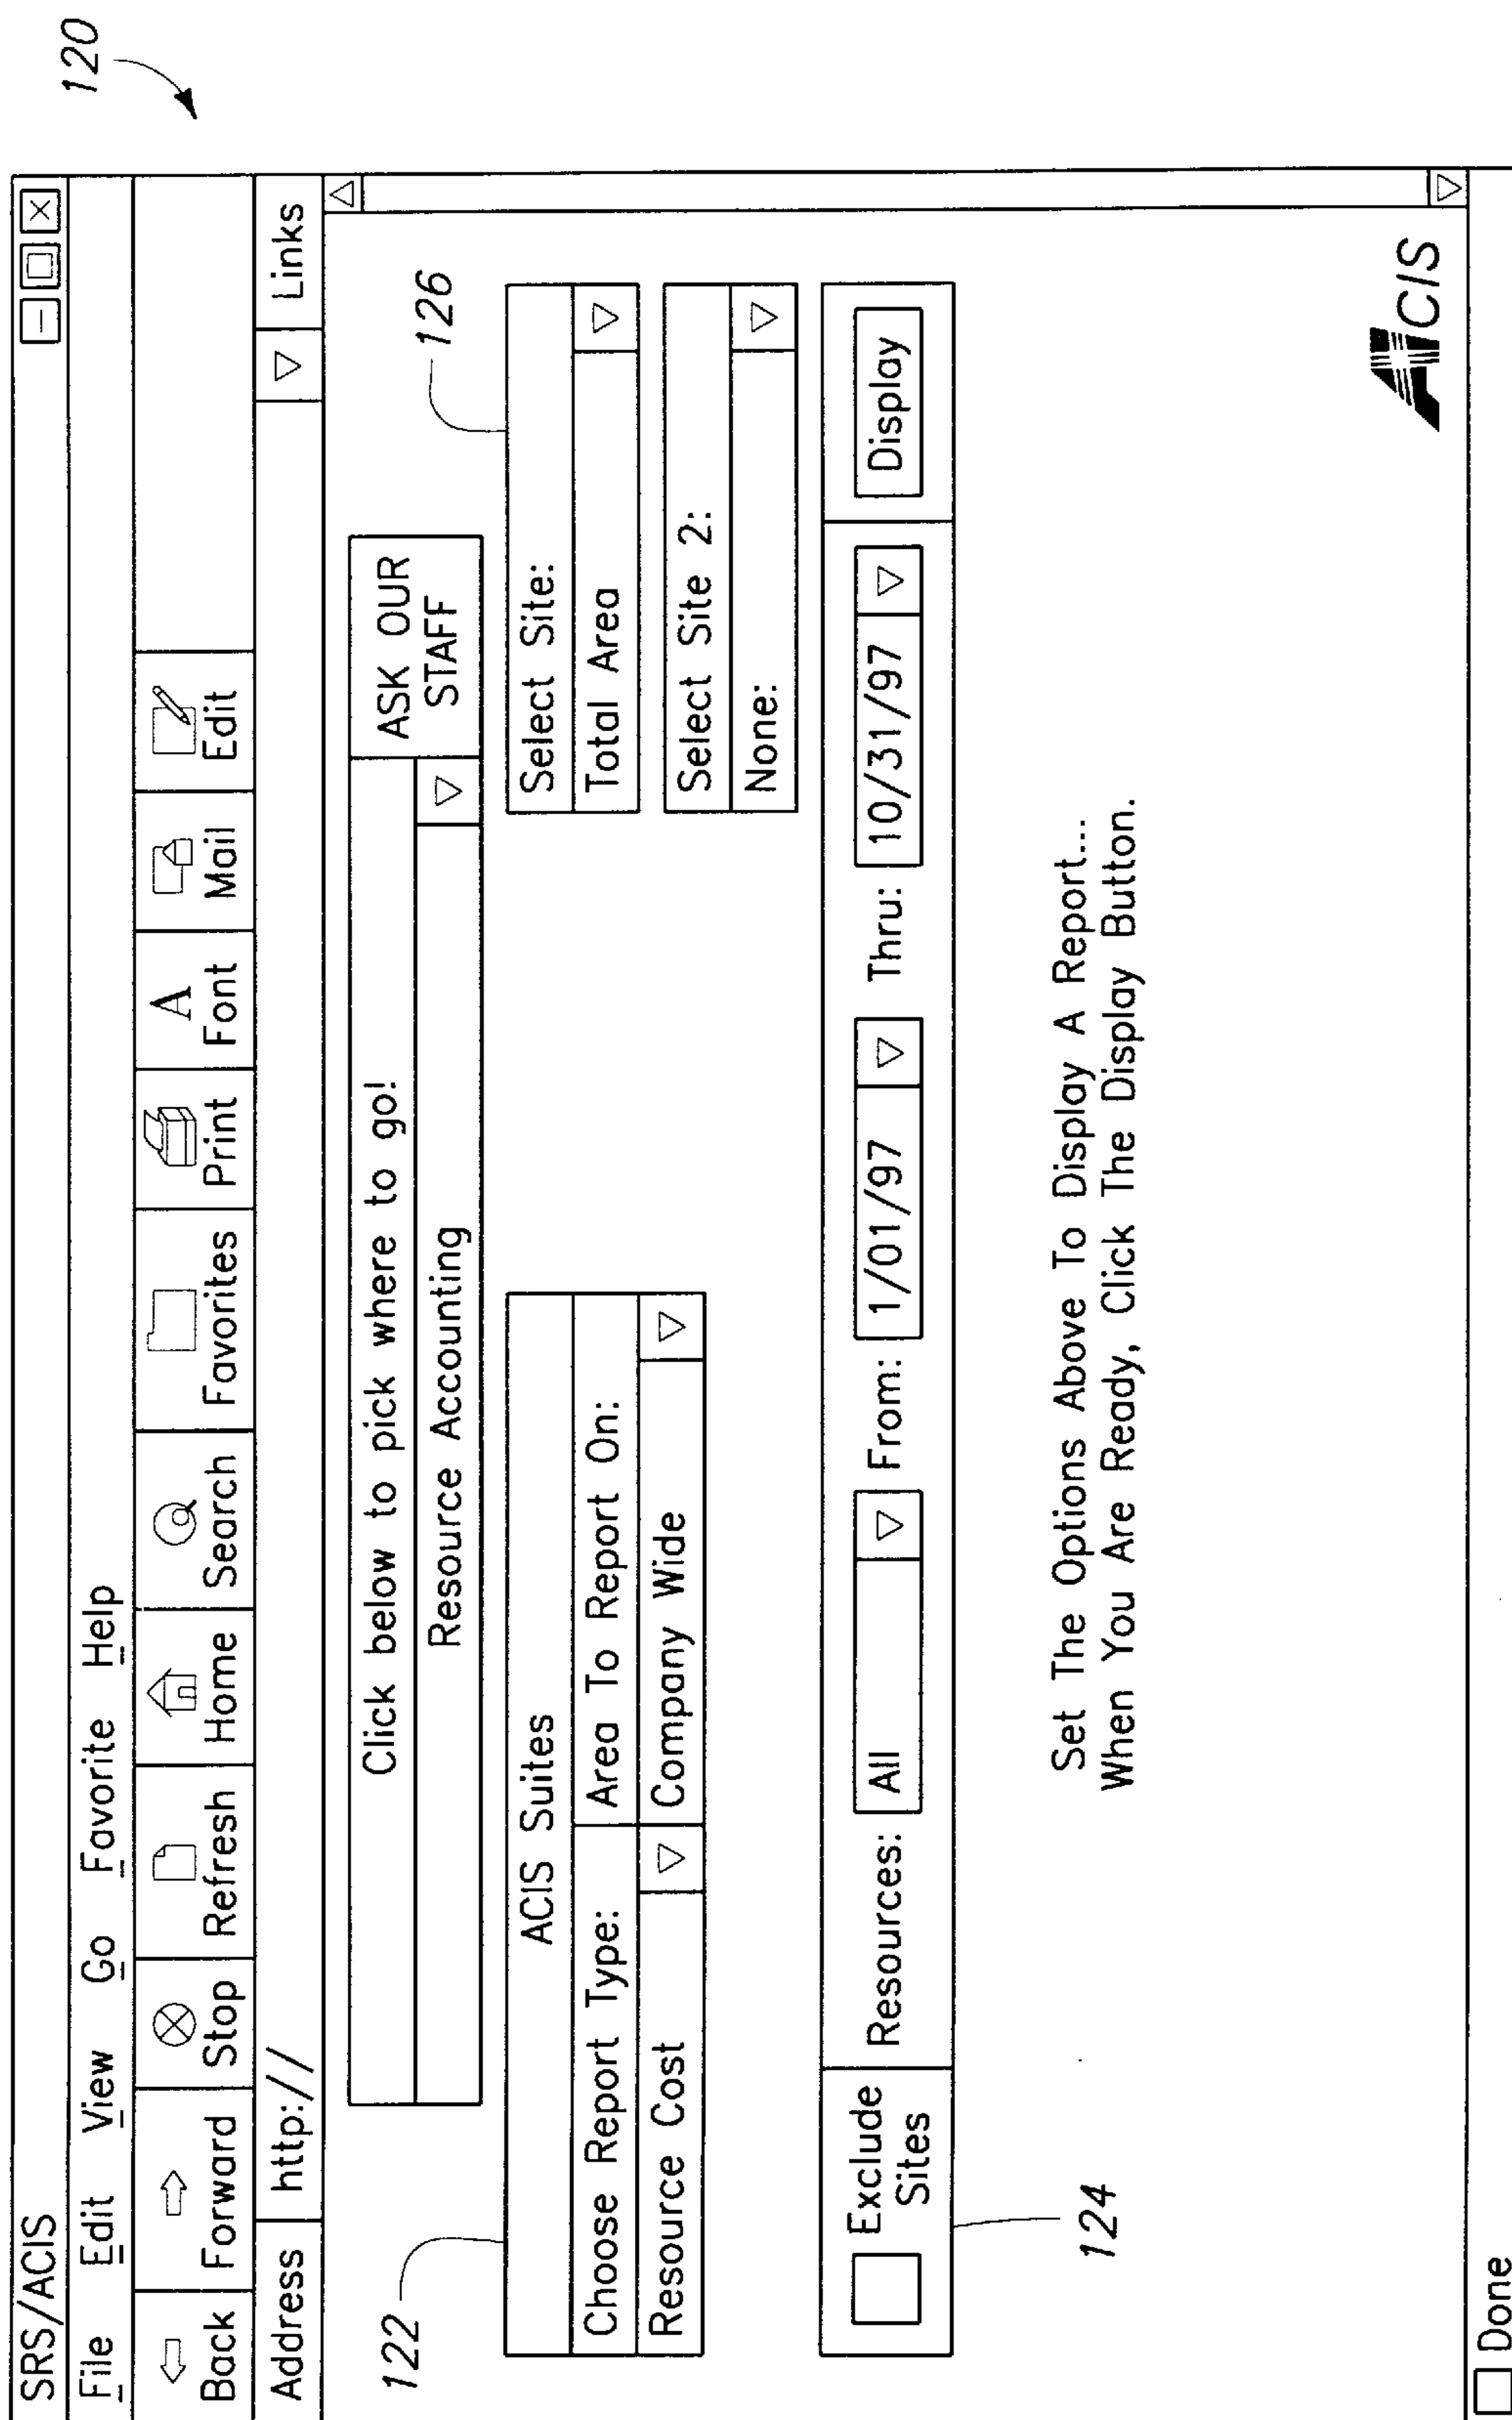 120
SRS/ACIS
File Edit View Go Favorite Help
Back Forward Stop Refresh Home Search Favorites Print Font Mail Edit
Address http:// Links
Click below to pick where to go!
Resource Accounting
ASK OUR
STAFF
122
ACIS Suites
Choose Report Type: Area To Report On:
Resource Cost Company Wide
126
Select Site:
Total Area
Select Site 2:
None:
Exclude
Sites
Resources: All From: 1/01/97 Thru: 10/31/97 Display
124
Set The Options Above To Display A Report...
When You Are Ready, Click The Display Button.
ACIS
Done